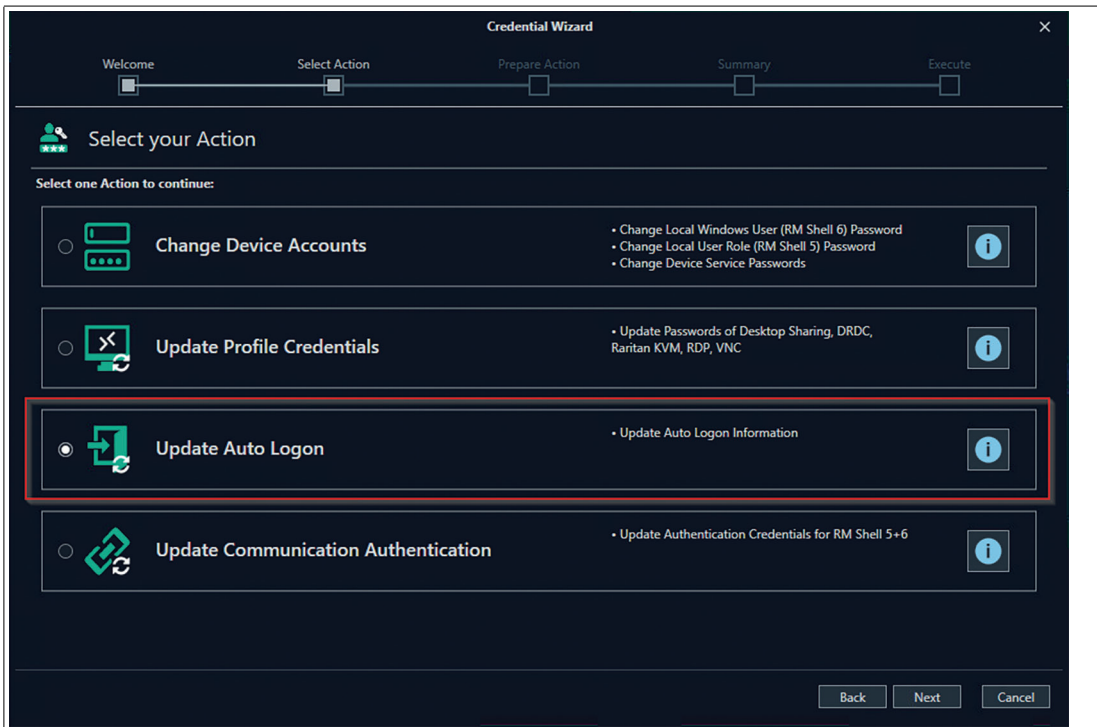 Credential Wizard
Welcome
Select Action
Prepare Action
Summary
Execute
Select your Action
Select one Action to continue:
Change Device Accounts
• Change Local Windows User (RM Shell 6) Password
• Change Local User Role (RM Shell 5) Password
• Change Device Service Passwords
Update Profile Credentials
• Update Passwords of Desktop Sharing, DRDC,
Raritan KVM, RDP, VNC
Update Auto Logon
• Update Auto Logon Information
Update Communication Authentication
• Update Authentication Credentials for RM Shell 5+6
Back
Next
Cancel